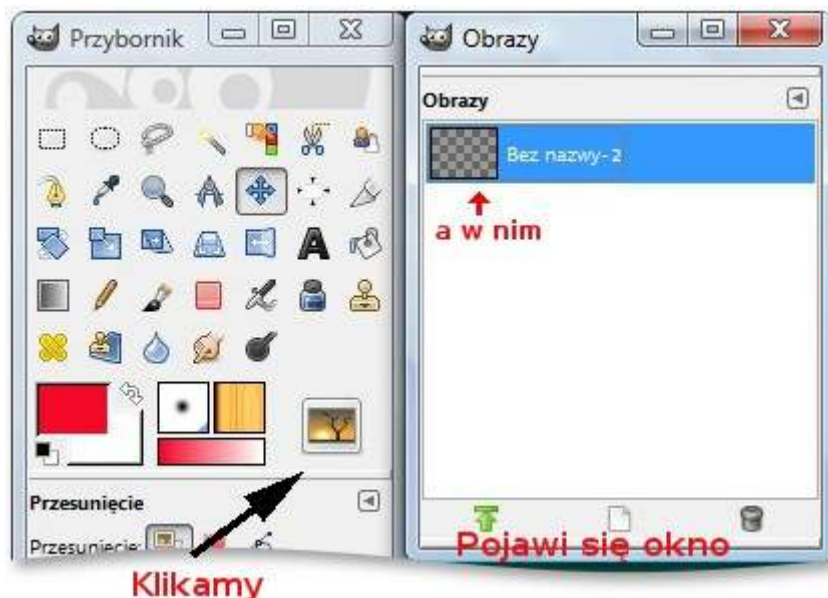 Przybornik
Obrazy
Obrazy
Bez nazwy-2
a w nim
Przesunięcie
Przesunięcie:
Pojawi się okno
Klikamy